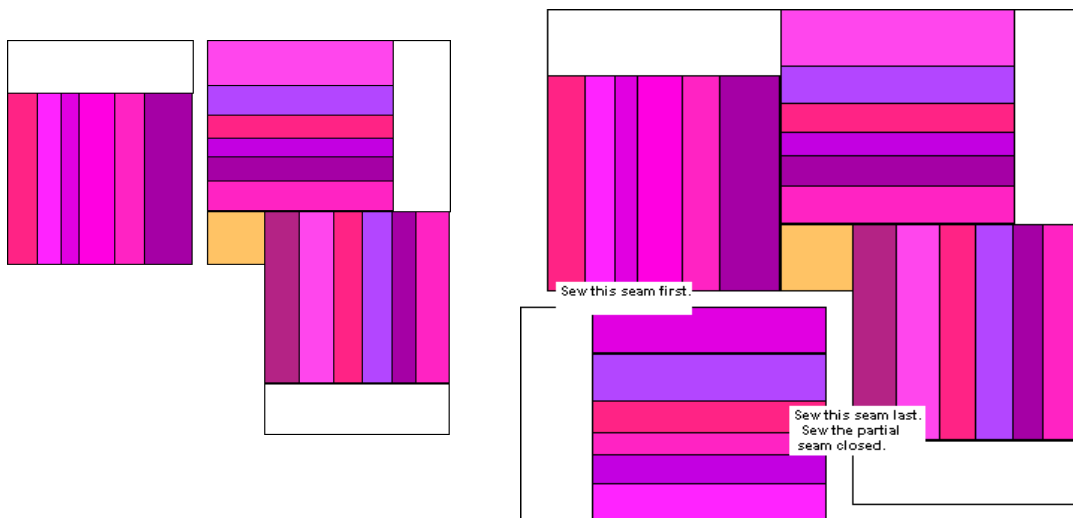 Sew this seam first.
Sew this seam last.
Sew the partial
seam closed.